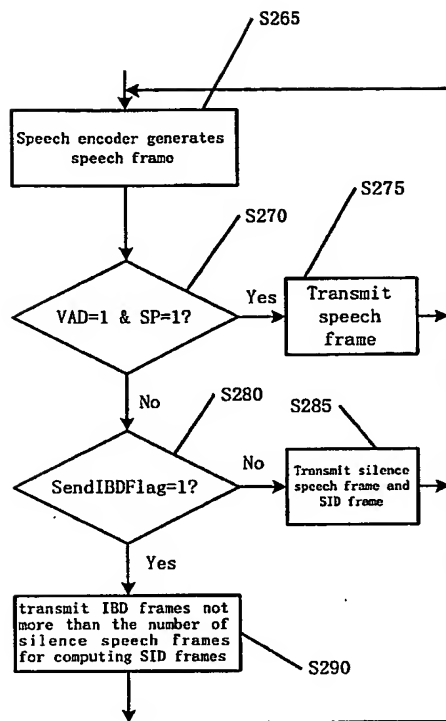 S265
Speech encoder generates
speech frame
S270
S275
VAD=1 & SP=1?
Yes
Transmit
speech
frame
No
S280
S285
SendIBDFlag=1?
No
Transmit silence
speech frame and
SID frame
Yes
transmit IBD frames not
more than the number of
silence speech frames
for computing SID frames
S290